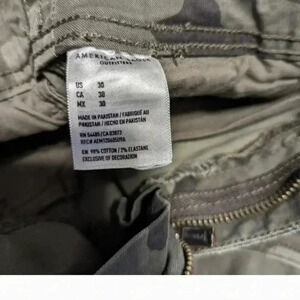 AMERICAN EAGLE
OUTFITTERS
US 30
CA 30
MX 30
MADE IN PAKISTAN / FABRIQUÉ AU
PAKISTAN / HECHO EN PAKISTAN
RN 54485/CA 03873
98% COTTON / 2% ELASTANE
EXCLUSIVE OF DECORATION